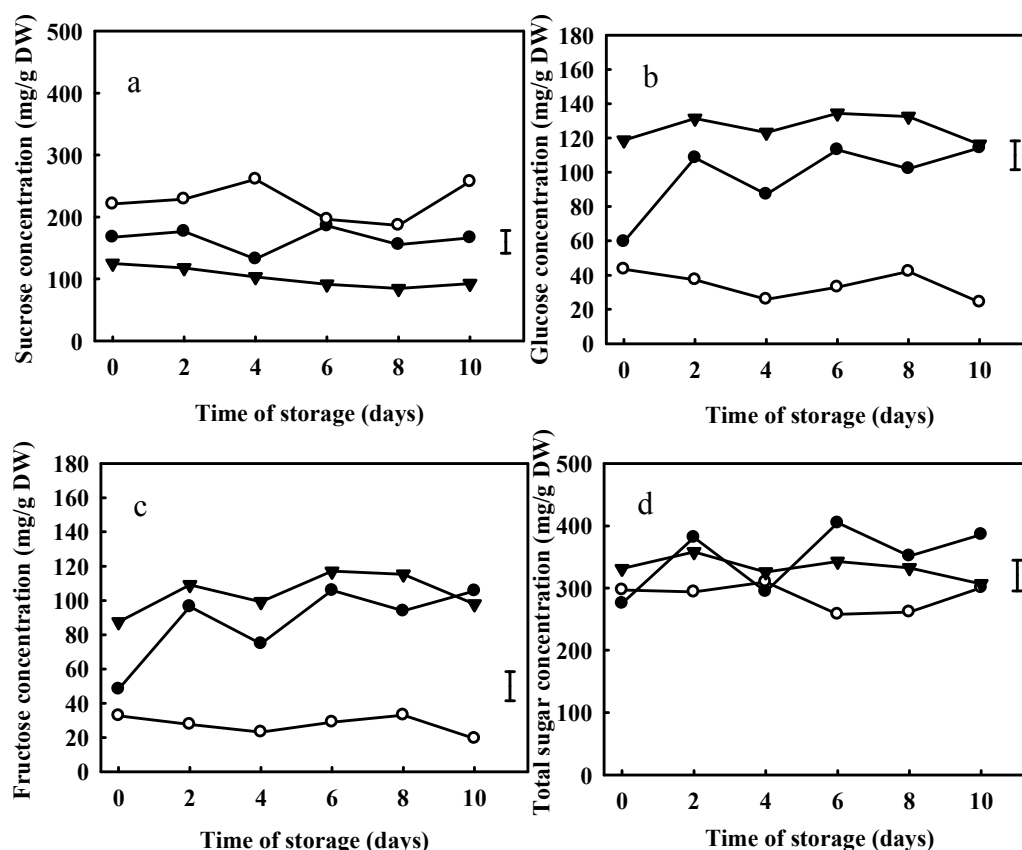 Sucrose concentration (mg/g DW)
500
400
300
200
100
0
a
0 2 4 6 8 10
Time of storage (days)
Glucose concentration (mg/g DW)
180
160
140
120
100
80
60
40
20
0
b
0 2 4 6 8 10
Time of storage (days)
Fructose concentration (mg/g DW)
180
160
140
120
100
80
60
40
20
0
c
0 2 4 6 8 10
Time of storage (days)
Total sugar concentration (mg/g DW)
500
400
300
200
100
0
d
0 2 4 6 8 10
Time of storage (days)